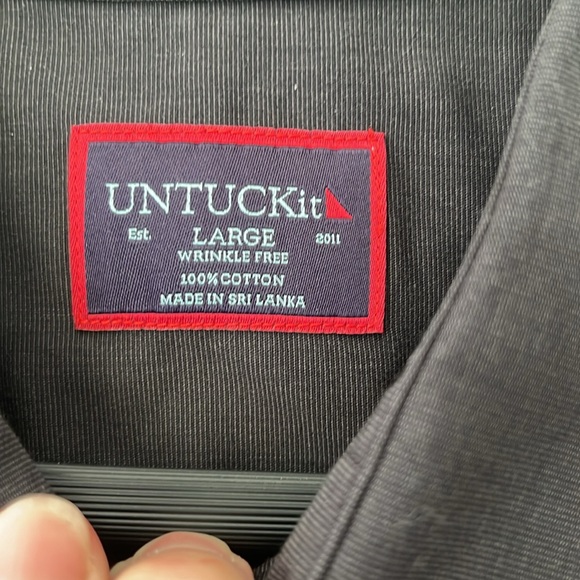 UNTUCKit
Est. LARGE 2011
WRINKLE FREE
100% COTTON
MADE IN SRI LANKA